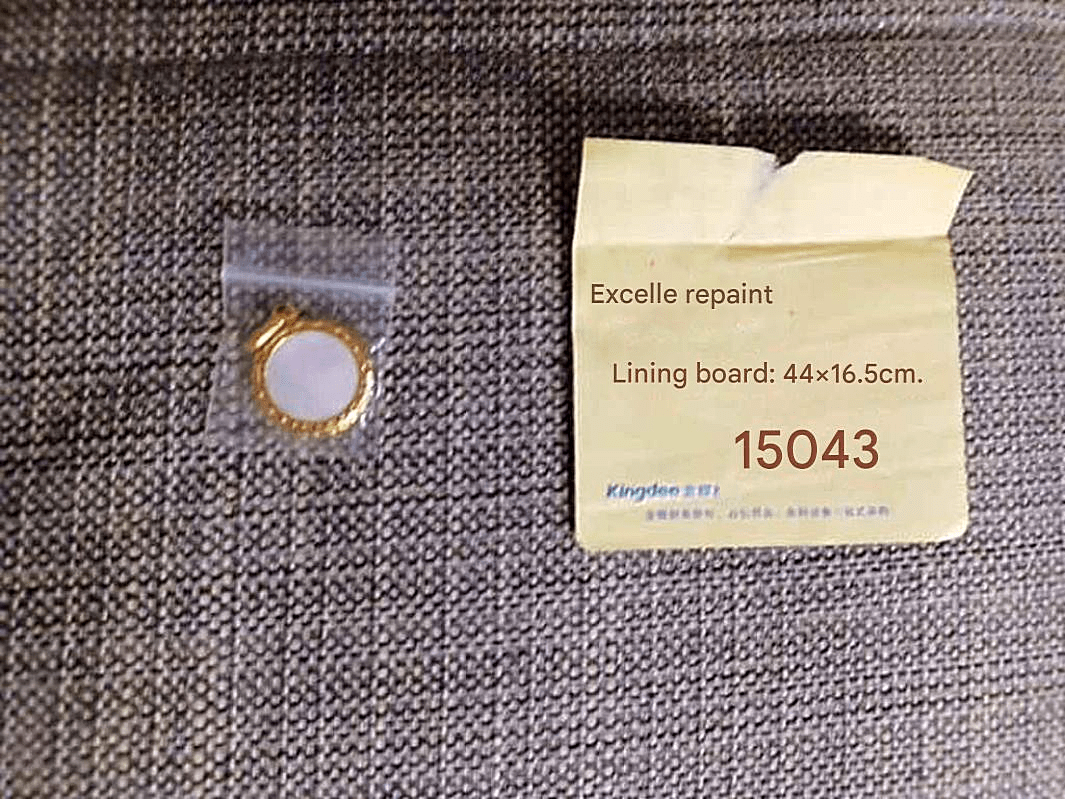 Excelle repaint
Lining board: 44×16.5cm.
15043
Kingdee